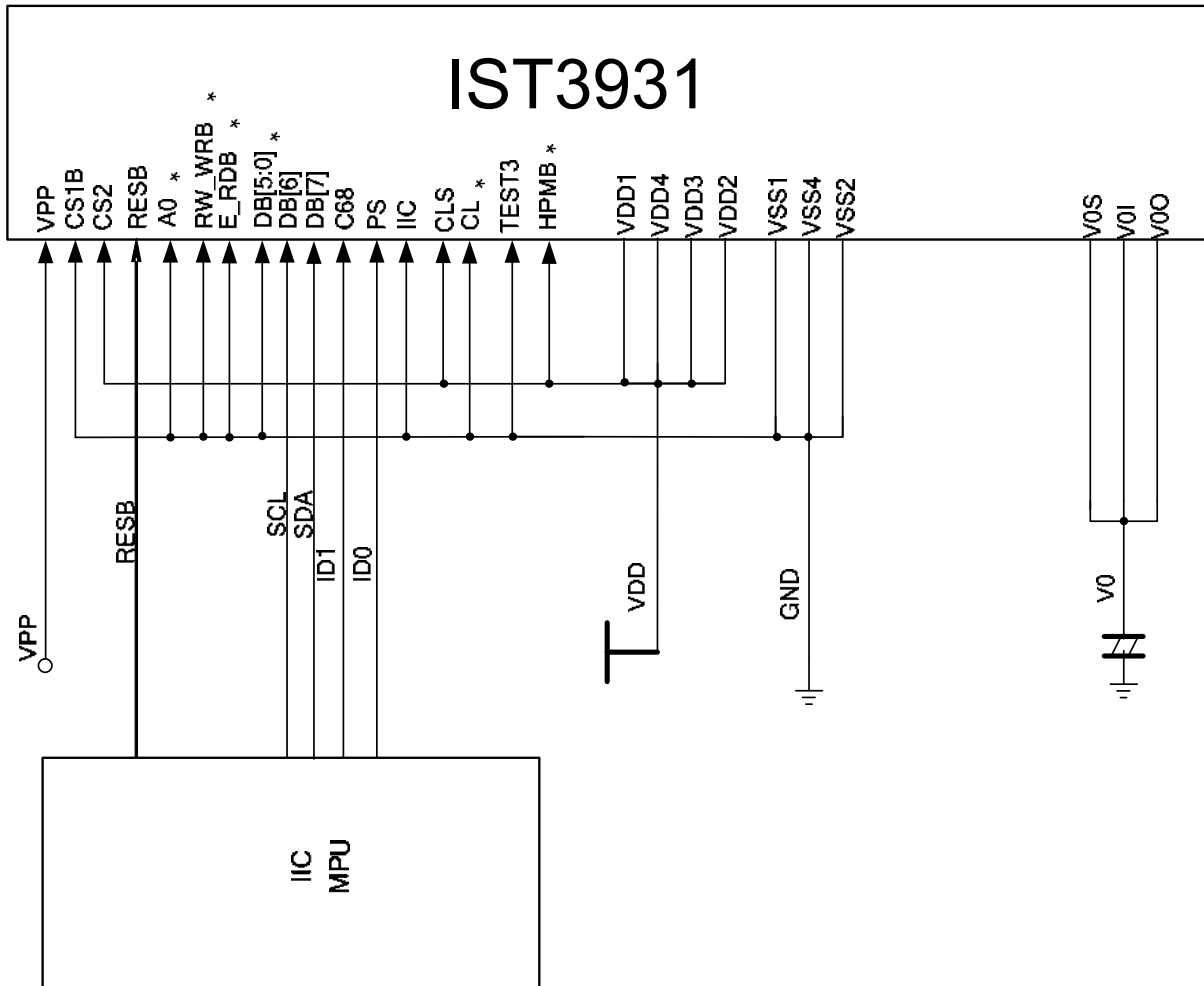 IST3931
VPP
CS1B
CS2
RESB
A0 *
RW_WRB *
E_RDB *
DB[5:0] *
DB[6]
DB[7]
C68
PS
IIC
CLS
CL *
TEST3
HPMB *
VDD1
VDD4
VDD3
VDD2
VSS1
VSS4
VSS2
V0S
V0I
V0O
RESB
SCL
SDA
ID1
ID0
VDD
GND
V0
VPP
IIC
MPU